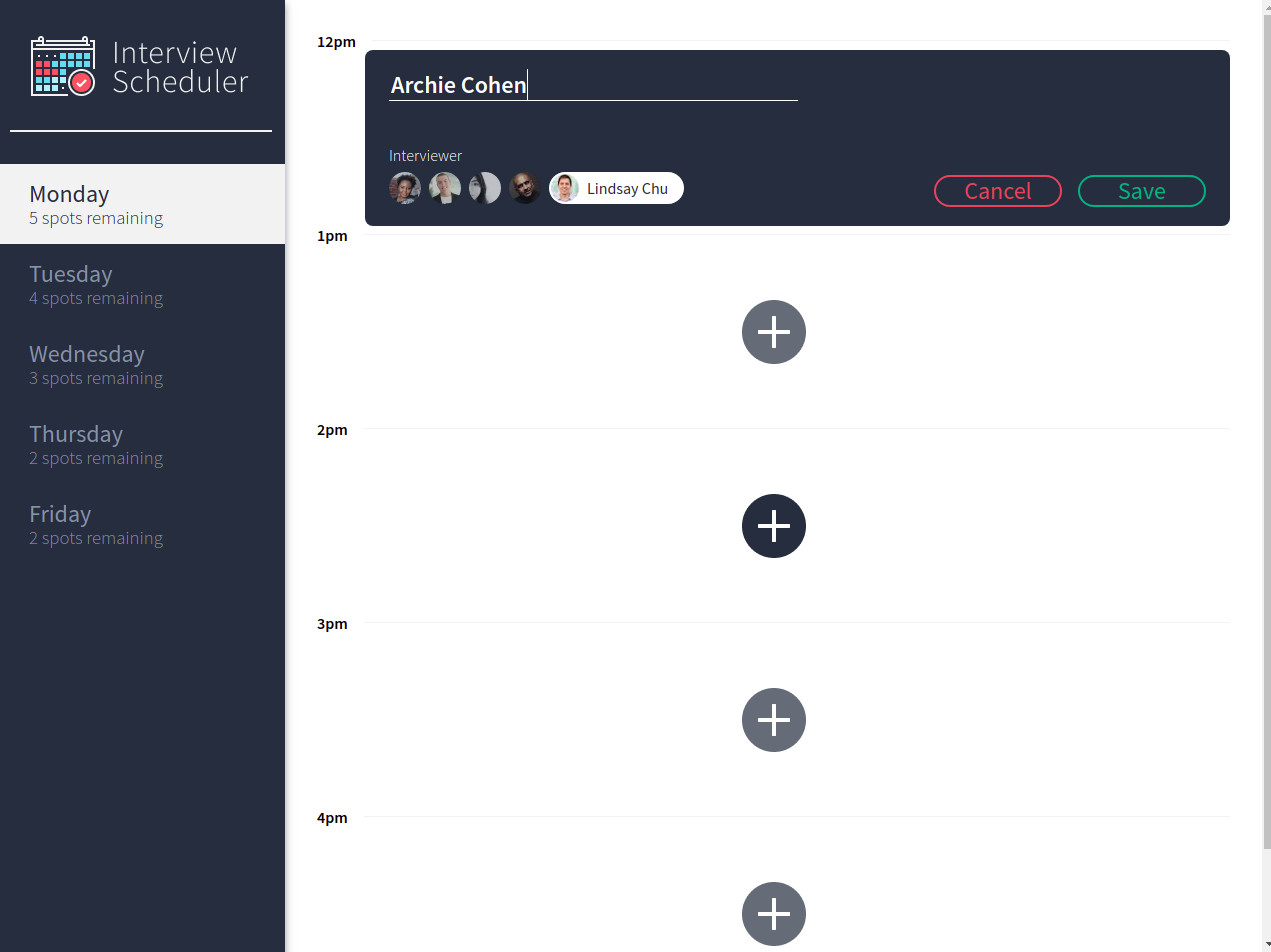 Interview
Scheduler
Monday
5 spots remaining
Tuesday
4 spots remaining
Wednesday
3 spots remaining
Thursday
2 spots remaining
Friday
2 spots remaining
12pm
Archie Cohen
Interviewer
Lindsay Chu
Cancel
Save
1pm
2pm
3pm
4pm